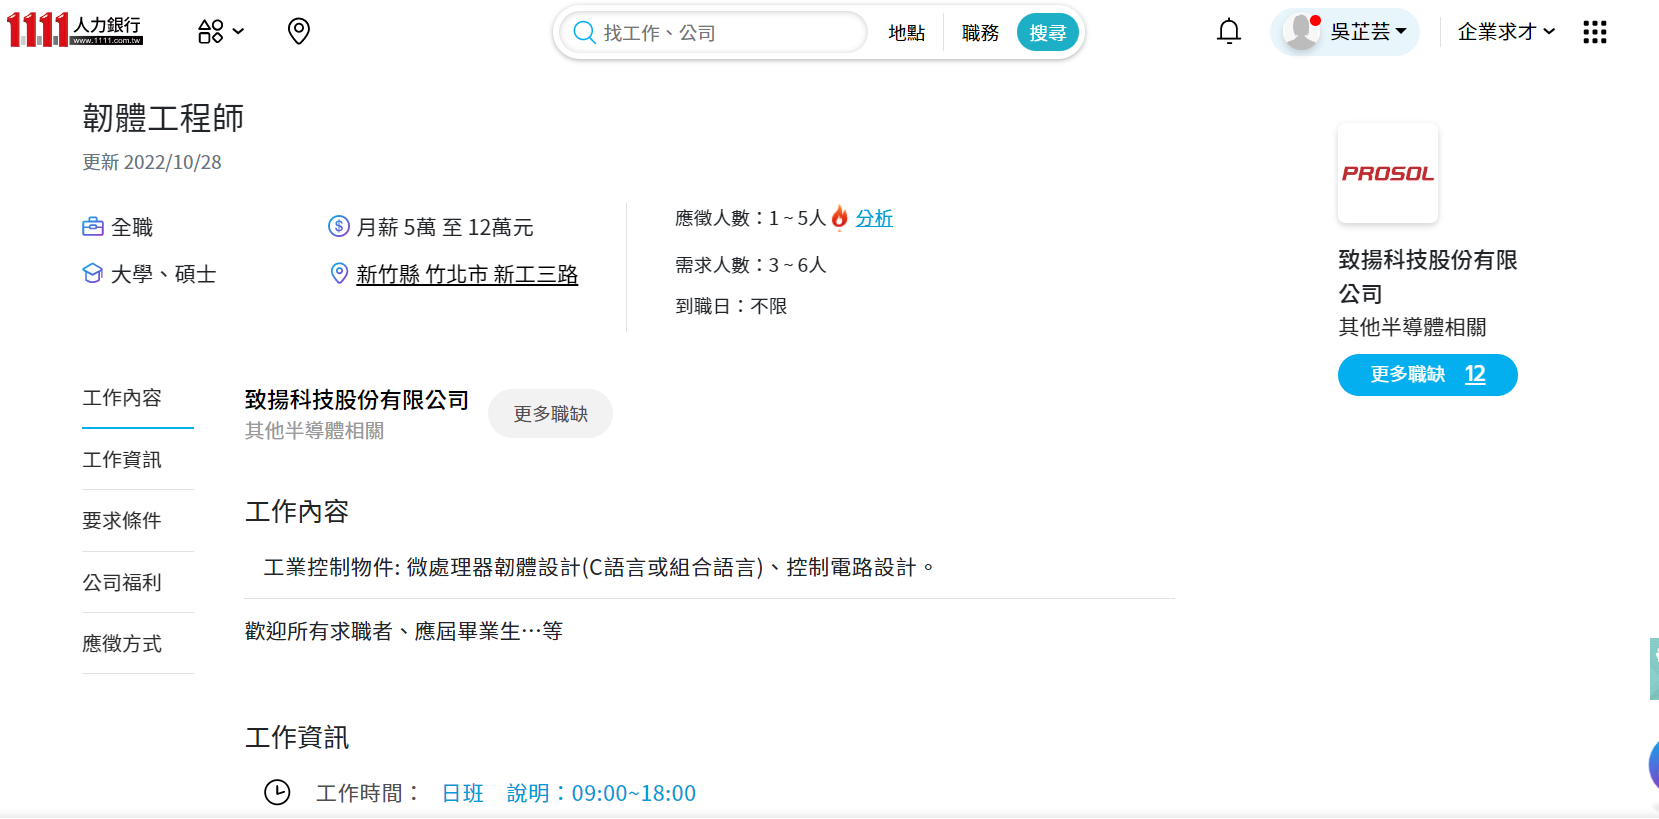 1111 人力銀行
www.1111.com.tw
找工作、公司
地點
職務
搜尋
吳芷芸
企業求才
韌體工程師
更新 2022/10/28
全職
月薪 5萬 至 12萬元
大學、碩士
新竹縣 竹北市 新工三路
應徵人數：1 ~ 5人 分析
需求人數：3 ~ 6人
到職日：不限
PROSOL
致揚科技股份有限
公司
其他半導體相關
更多職缺 12
工作內容
工作資訊
要求條件
公司福利
應徵方式
致揚科技股份有限公司
其他半導體相關
更多職缺
工作內容
工業控制物件: 微處理器韌體設計(C語言或組合語言)、控制電路設計。
歡迎所有求職者、應屆畢業生…等
工作資訊
工作時間： 日班 說明：09:00~18:00